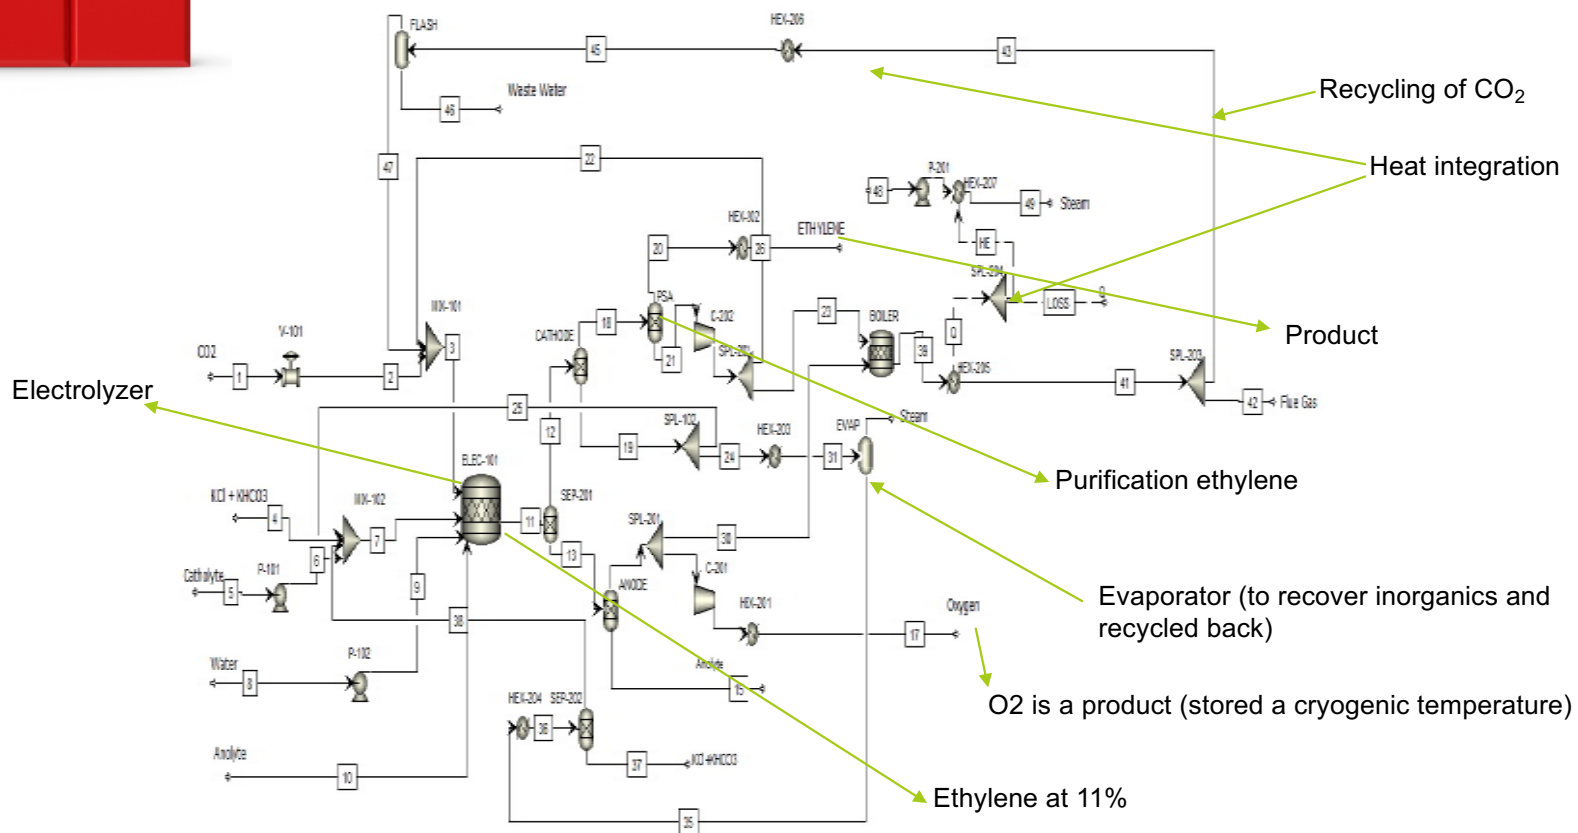 FLASH
HEX-206
45
43
Waste Water
46
Recycling of CO2
Heat integration
47
22
P-201
HEX-207
48
49
Steam
HEX-302
ETHYLENE
20
26
HE
SPL-204
LOSS
Q
MIX-101
PSA
C-202
23
BOILER
Q
Product
V-101
CO2
3
18
CATHODE
21
SPL-201
39
HEX-205
SPL-203
1
2
41
42
Flue Gas
Electrolyzer
25
SPL-102
Steam
12
19
24
HEX-203
31
EVAP
ELEC-101
Purification ethylene
KCl + KHCO3
MIX-102
SEP-201
4
7
11
SPL-201
30
6
13
Catholyte
P-101
5
9
ANODE
C-201
HEX-201
Evaporator (to recover inorganics and
recycled back)
Oxygen
38
17
Water
P-102
Anolyte
8
15
HEX-204
SEP-202
O2 is a product (stored a cryogenic temperature)
36
Anolyte
10
37
KCl+KHCO3
Ethylene at 11%
35